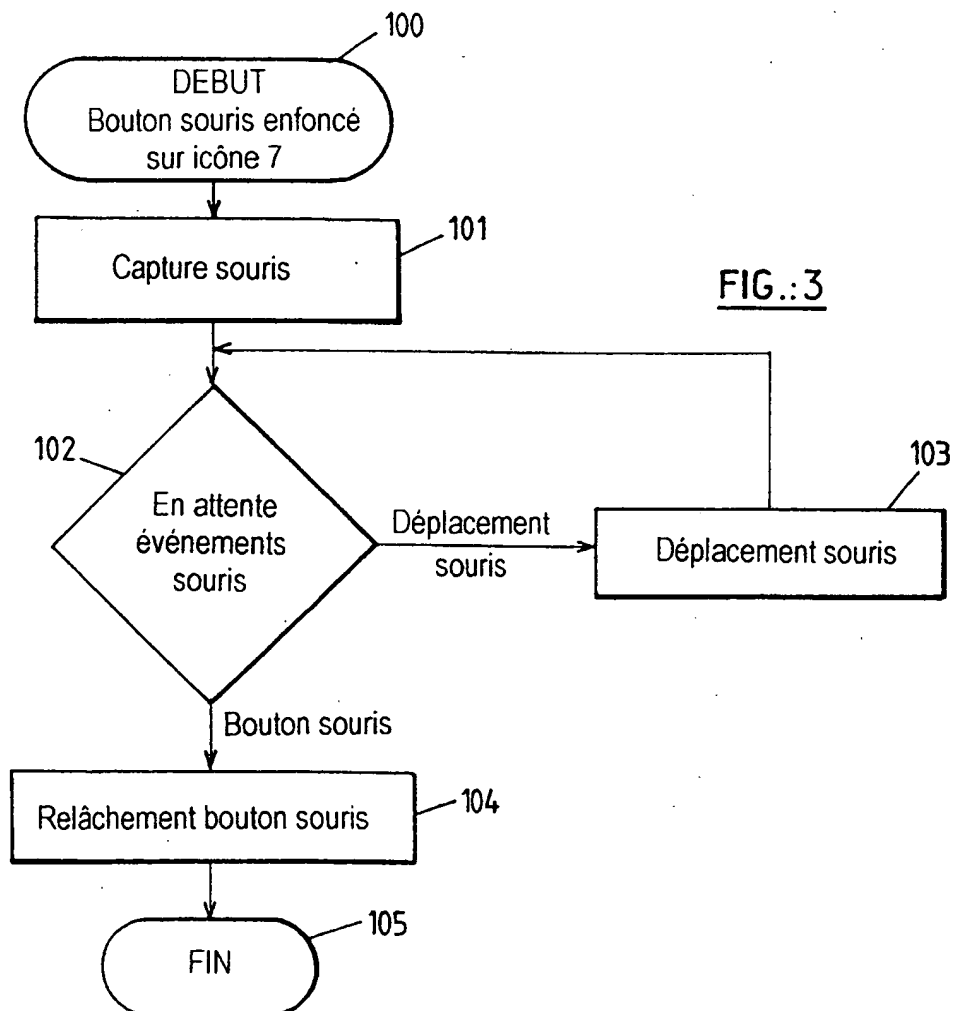 100
DEBUT
Bouton souris enfoncé
sur icône 7
101
Capture souris
FIG.:3
102
103
En attente
événements
souris
Déplacement
souris
Déplacement souris
Bouton souris
Relâchement bouton souris
104
105
FIN